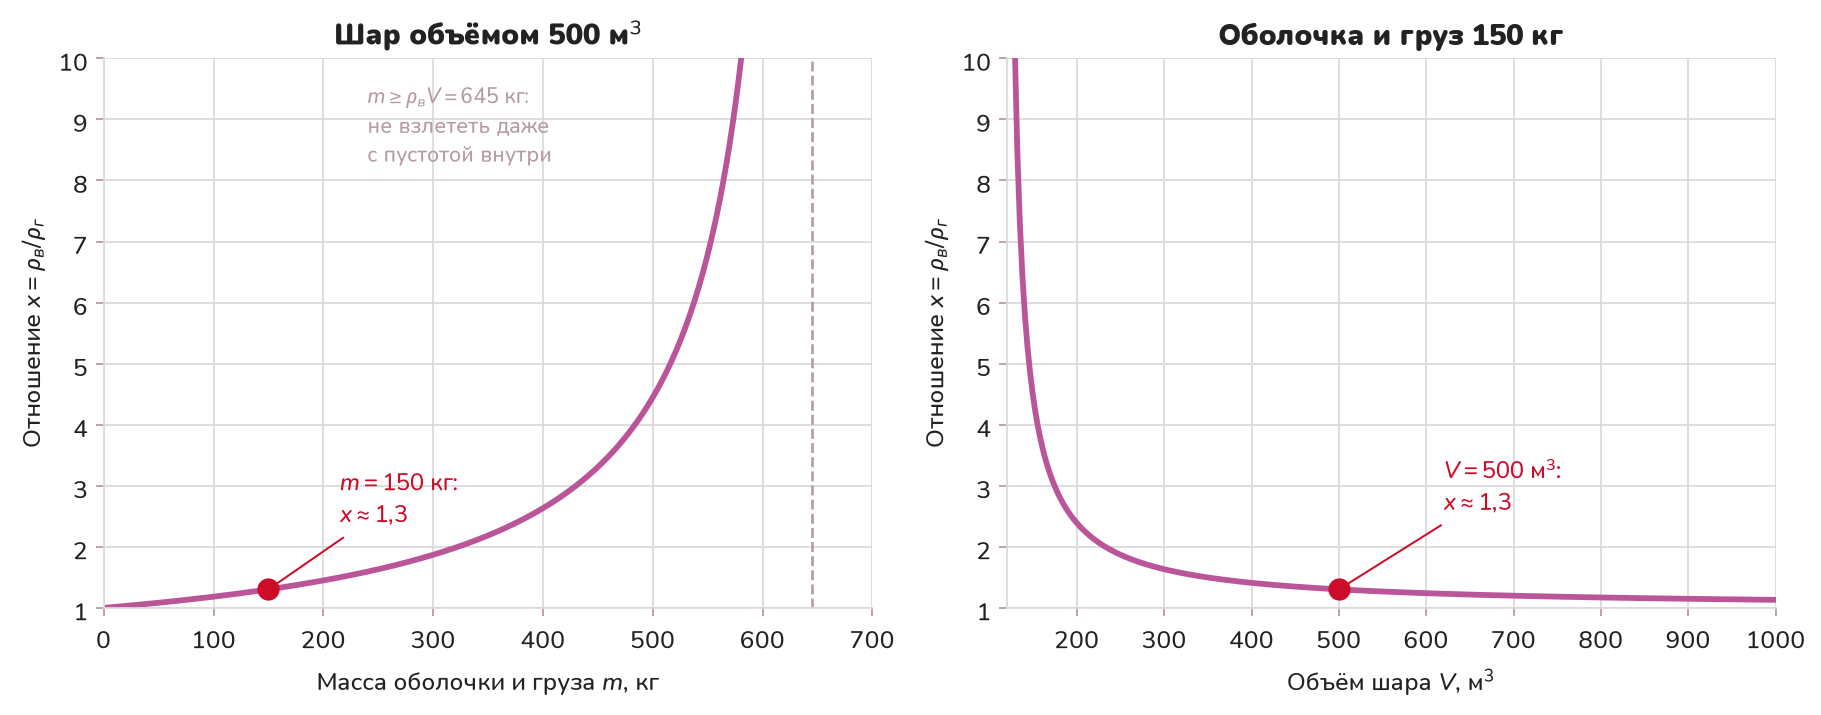 Шар объёмом 500 м³
10
9
8
7
6
5
4
3
2
1
Отношение x = ρв/ρг
m ≥ ρвV = 645 кг:
не взлететь даже
с пустотой внутри
m = 150 кг:
x ≈ 1,3
0 100 200 300 400 500 600 700
Масса оболочки и груза m, кг
Оболочка и груз 150 кг
10
9
8
7
6
5
4
3
2
1
Отношение x = ρв/ρг
V = 500 м³:
x ≈ 1,3
200 300 400 500 600 700 800 900 1000
Объём шара V, м³